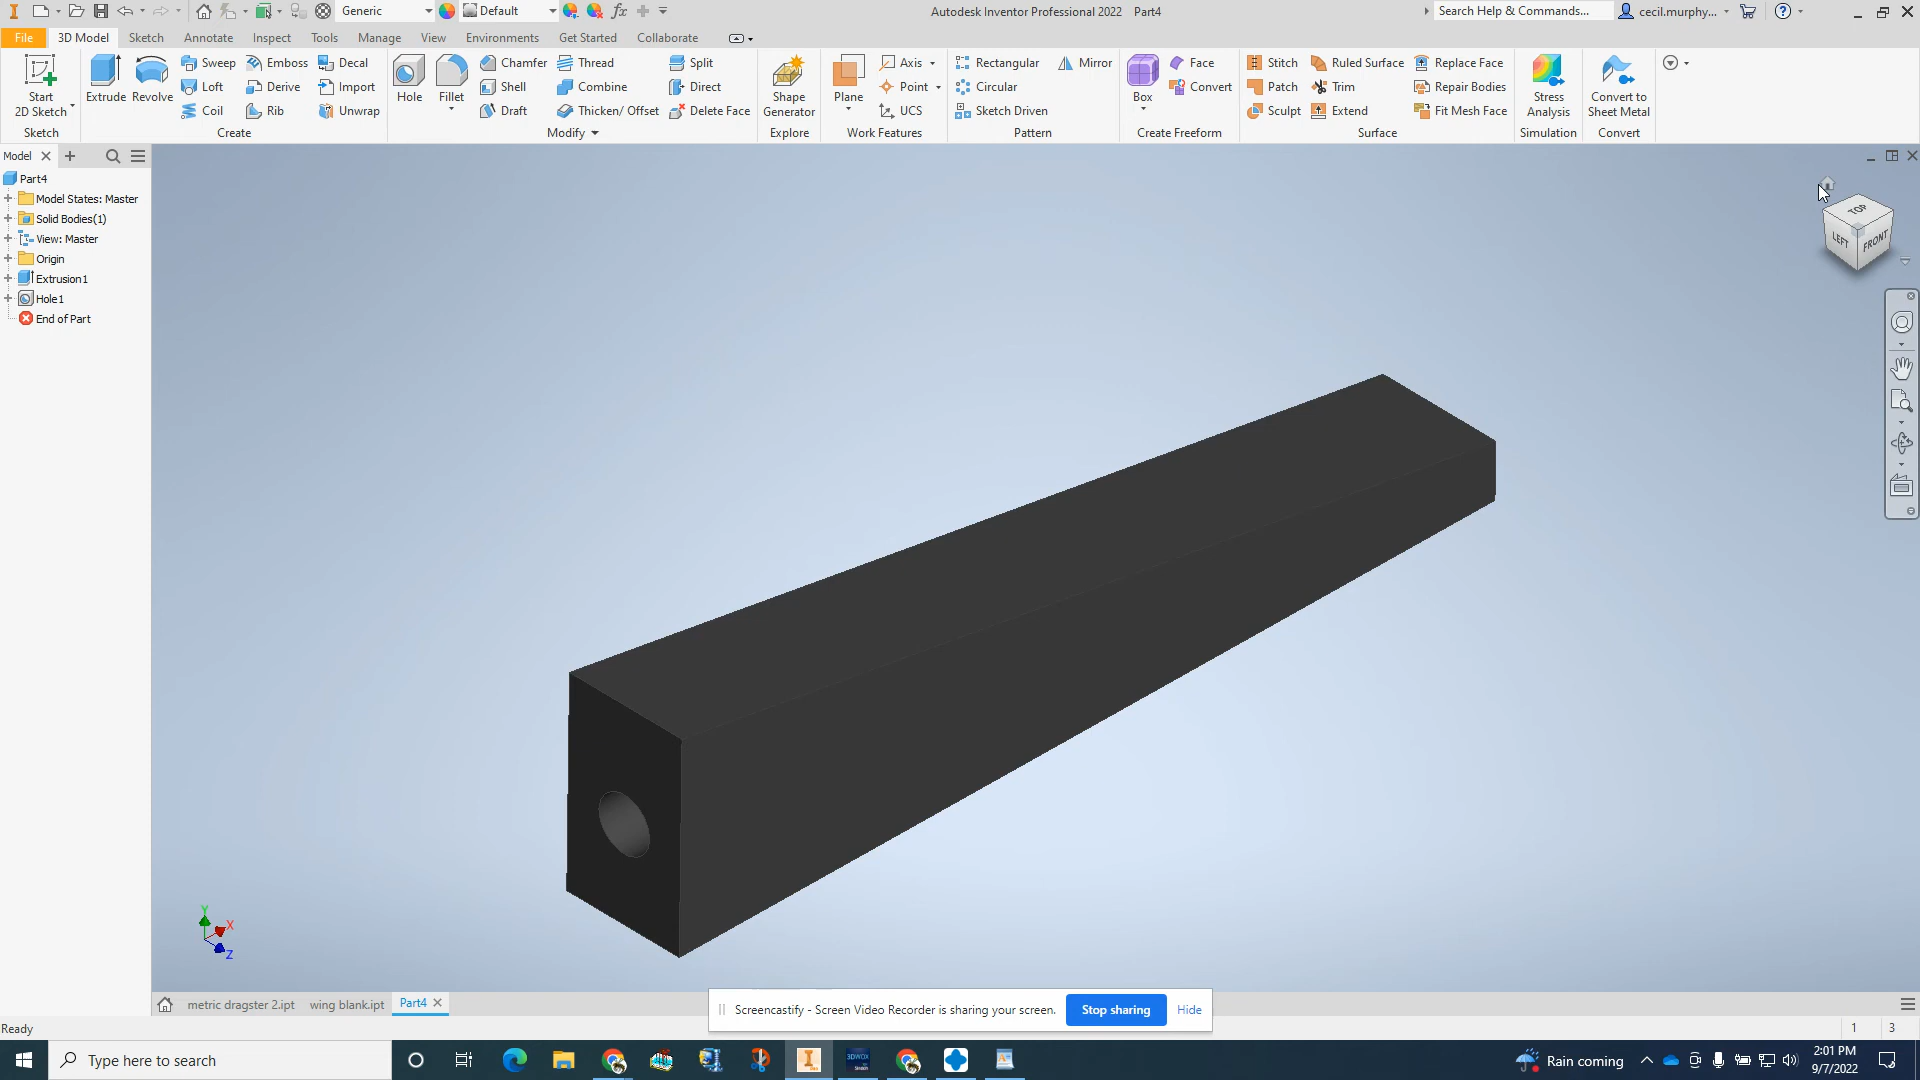 Generic Default Autodesk Inventor Professional 2022 Part4 Search Help & Commands... cecil.murphy...
File 3D Model Sketch Annotate Inspect Tools Manage View Environments Get Started Collaborate
Sweep Emboss Decal Chamfer Thread Split Axis Rectangular Mirror Face Stitch Ruled Surface Replace Face
Start 2D Sketch Extrude Revolve Loft Derive Import Hole Fillet Shell Combine Direct Shape Generator Plane Point Circular Box Convert Patch Trim Repair Bodies Stress Analysis Convert to Sheet Metal
Coil Rib Unwrap Draft Thicken/ Offset Delete Face UCS Sketch Driven Sculpt Extend Fit Mesh Face
Sketch Create Modify Explore Work Features Pattern Create Freeform Surface Simulation Convert
Model
Part4
Model States: Master
Solid Bodies(1)
View: Master
Origin
Extrusion1
Hole1
End of Part
TOP
LEFT FRONT
Y
X
Z
metric dragster 2.ipt wing blank.ipt Part4
Screencastify - Screen Video Recorder is sharing your screen. Stop sharing Hide
Ready 1 3
Type here to search
Rain coming
2:01 PM
9/7/2022